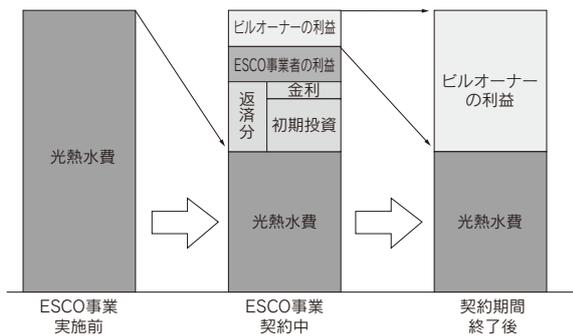 光熱水費
ESCO事業
実施前
ビルオーナーの利益
ESCO事業者の利益
返済分
金利
初期投資
光熱水費
ESCO事業
契約中
ビルオーナー
の利益
光熱水費
契約期間
終了後